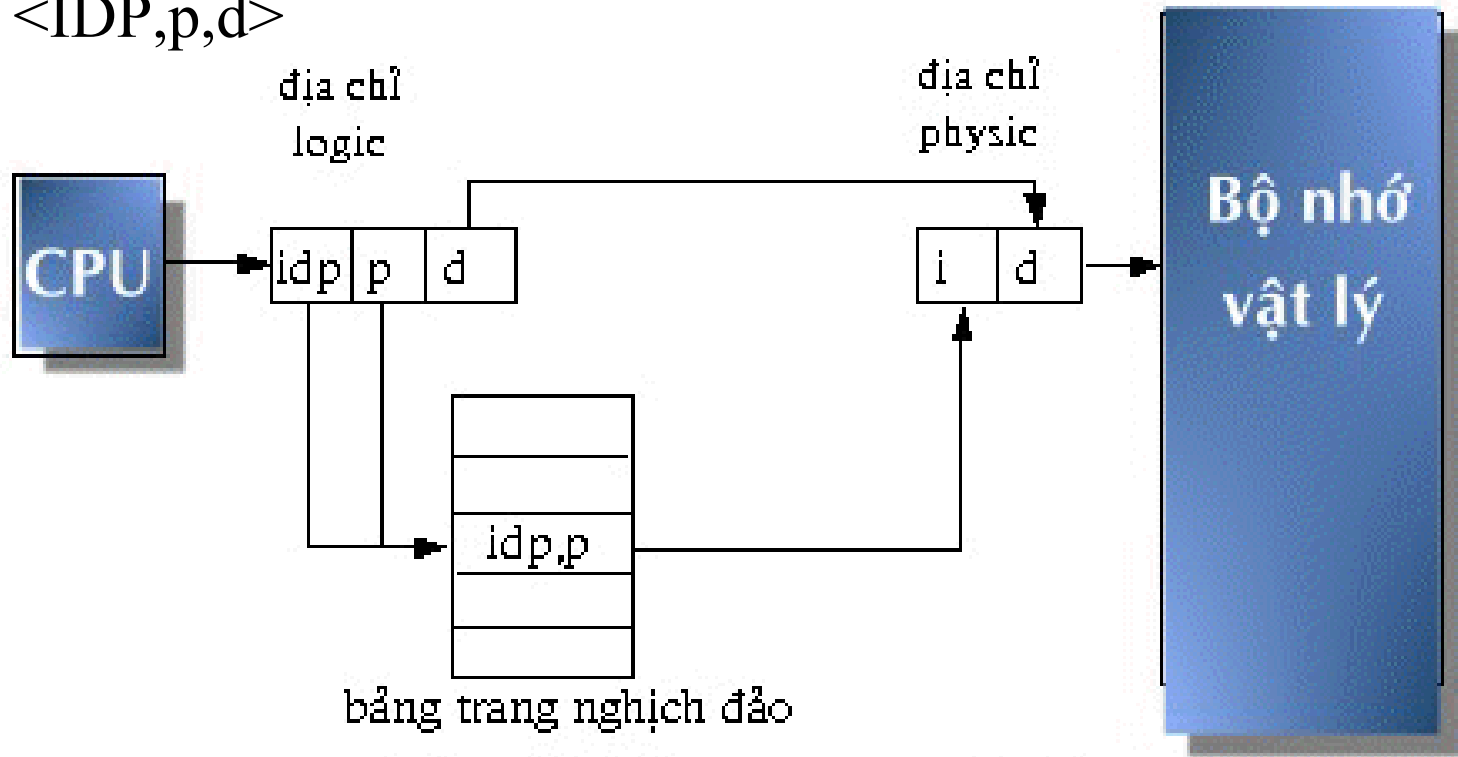 <IDP,p,d>
địa chỉ
logic
địa chỉ
physic
CPU
idp p d
i d
Bộ nhớ
vật lý
idp,p
bảng trang nghịch đảo